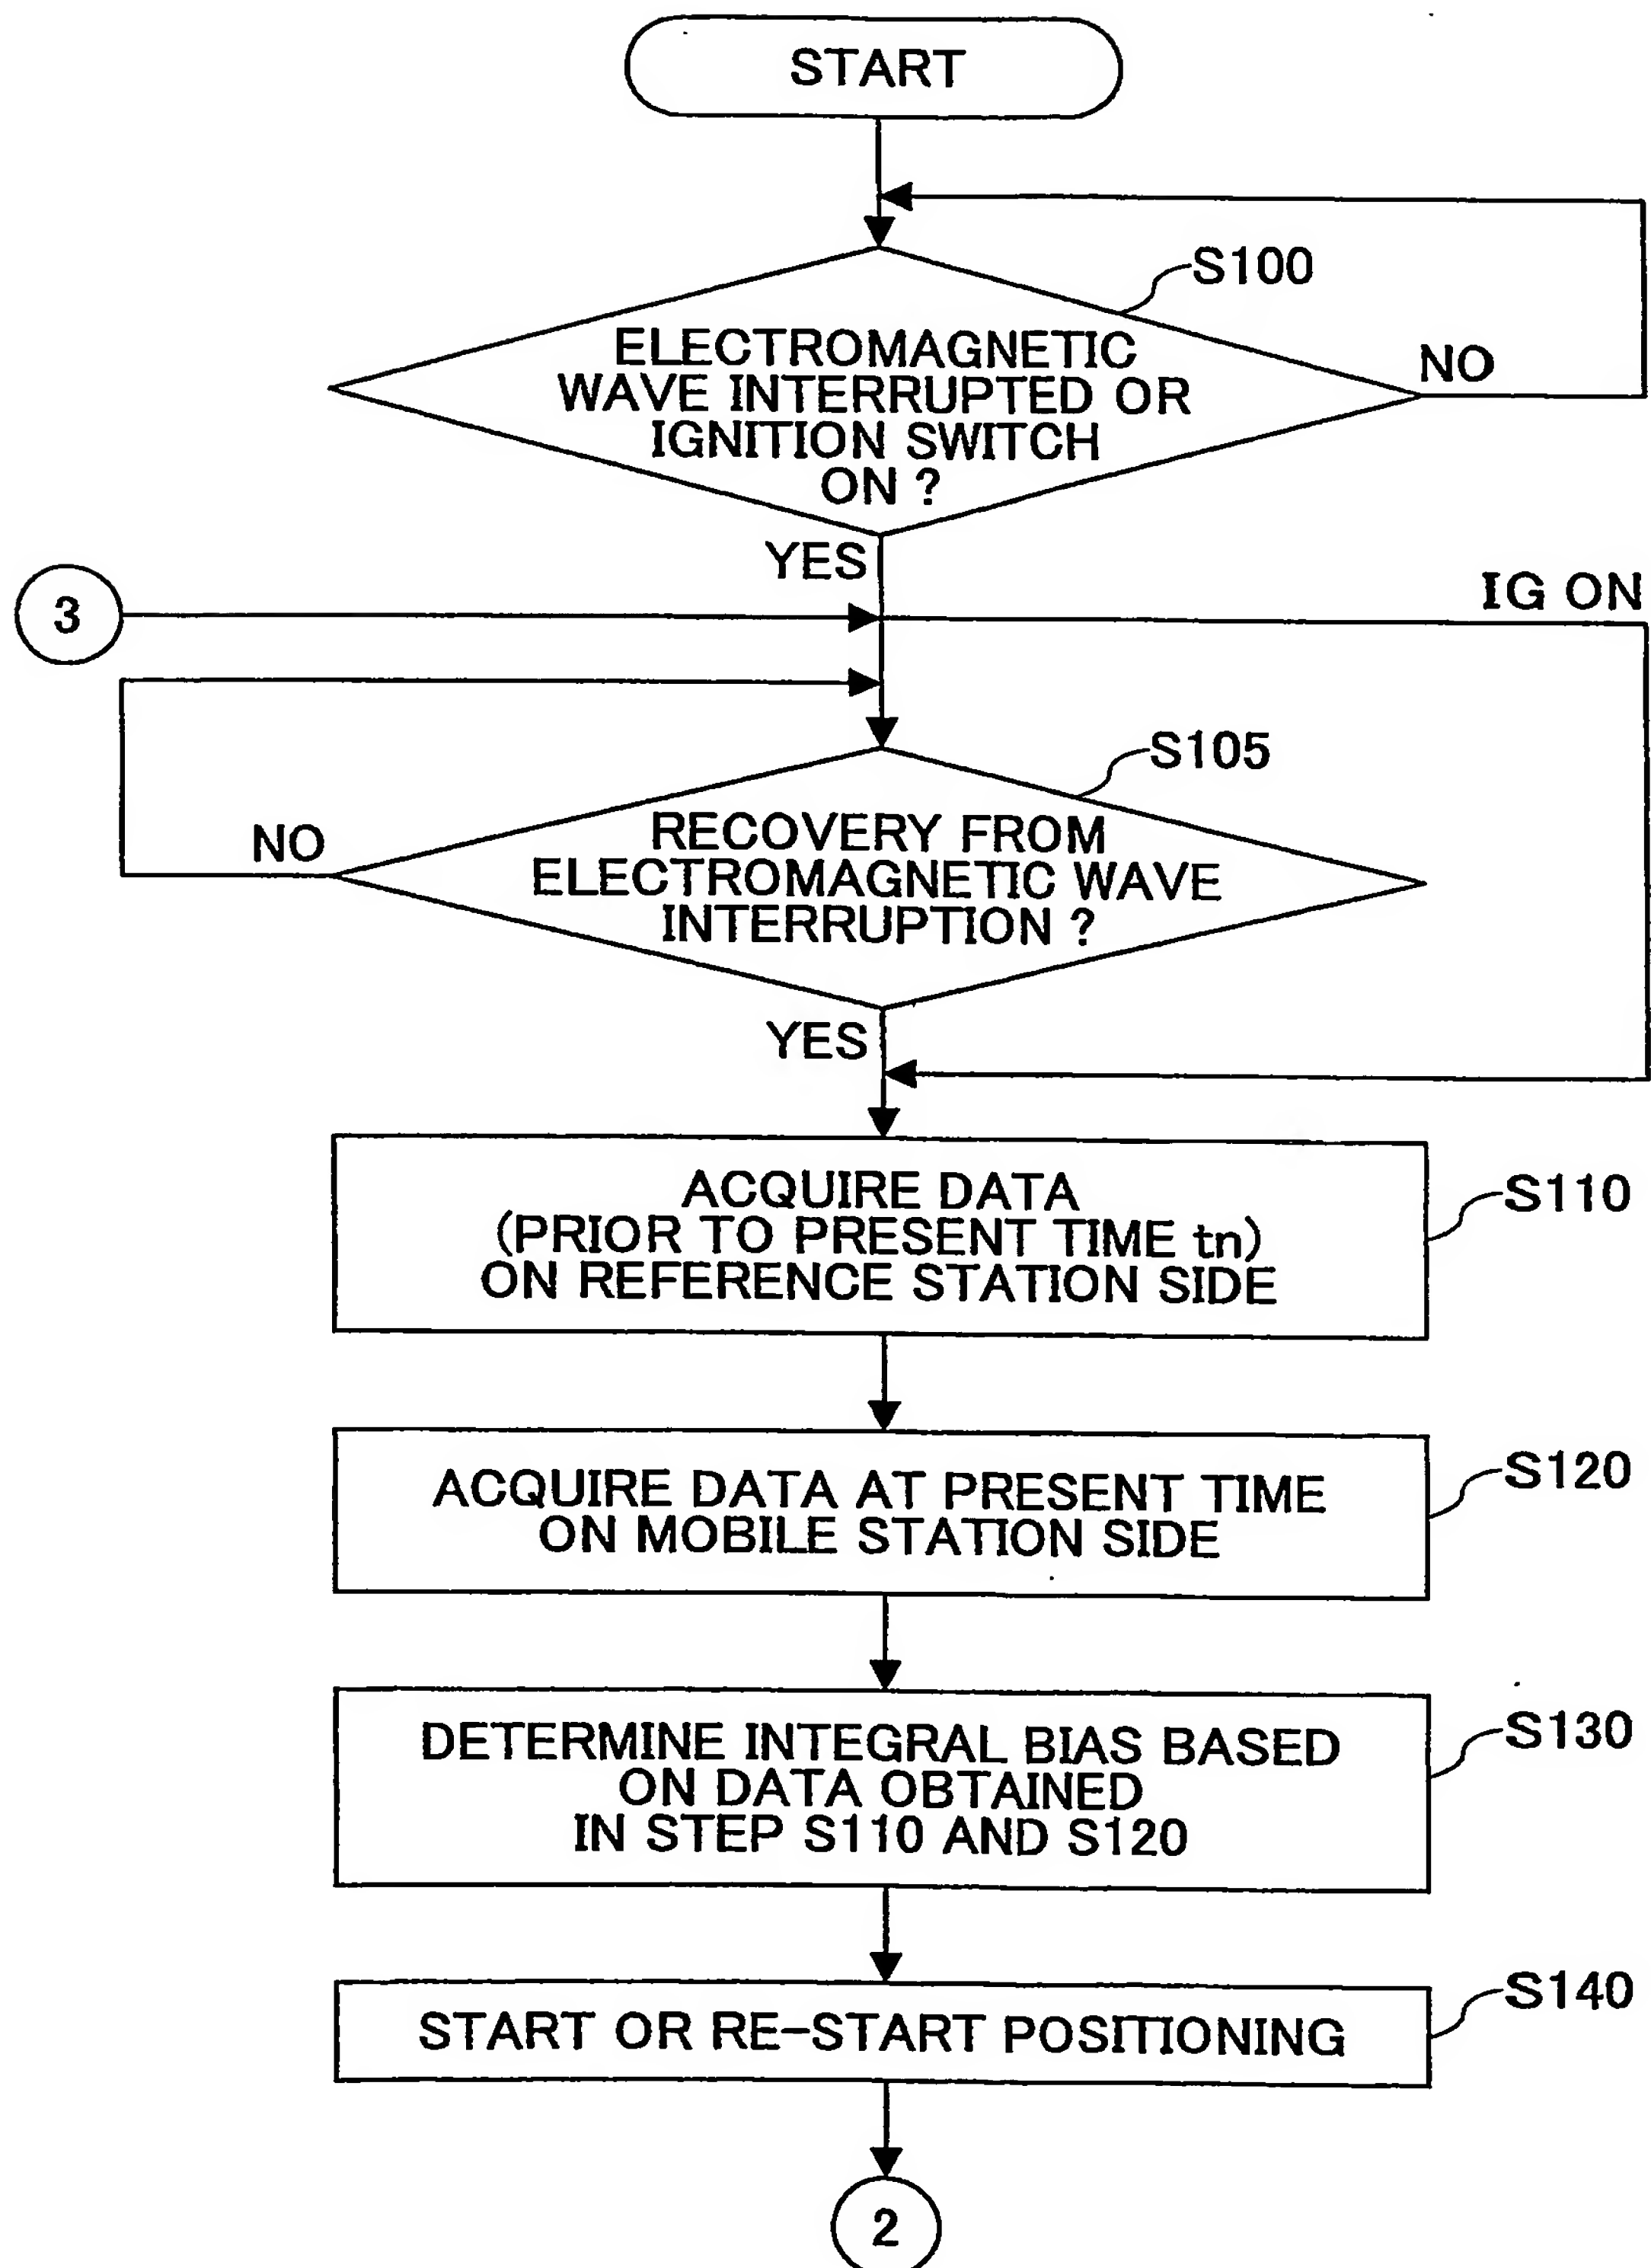 START
S100
ELECTROMAGNETIC
WAVE INTERRUPTED OR
IGNITION SWITCH
ON ?
NO
YES
3
IG ON
S105
RECOVERY FROM
ELECTROMAGNETIC WAVE
INTERRUPTION ?
NO
YES
ACQUIRE DATA
(PRIOR TO PRESENT TIME tn)
ON REFERENCE STATION SIDE
S110
ACQUIRE DATA AT PRESENT TIME
ON MOBILE STATION SIDE
S120
DETERMINE INTEGRAL BIAS BASED
ON DATA OBTAINED
IN STEP S110 AND S120
S130
START OR RE-START POSITIONING
S140
2